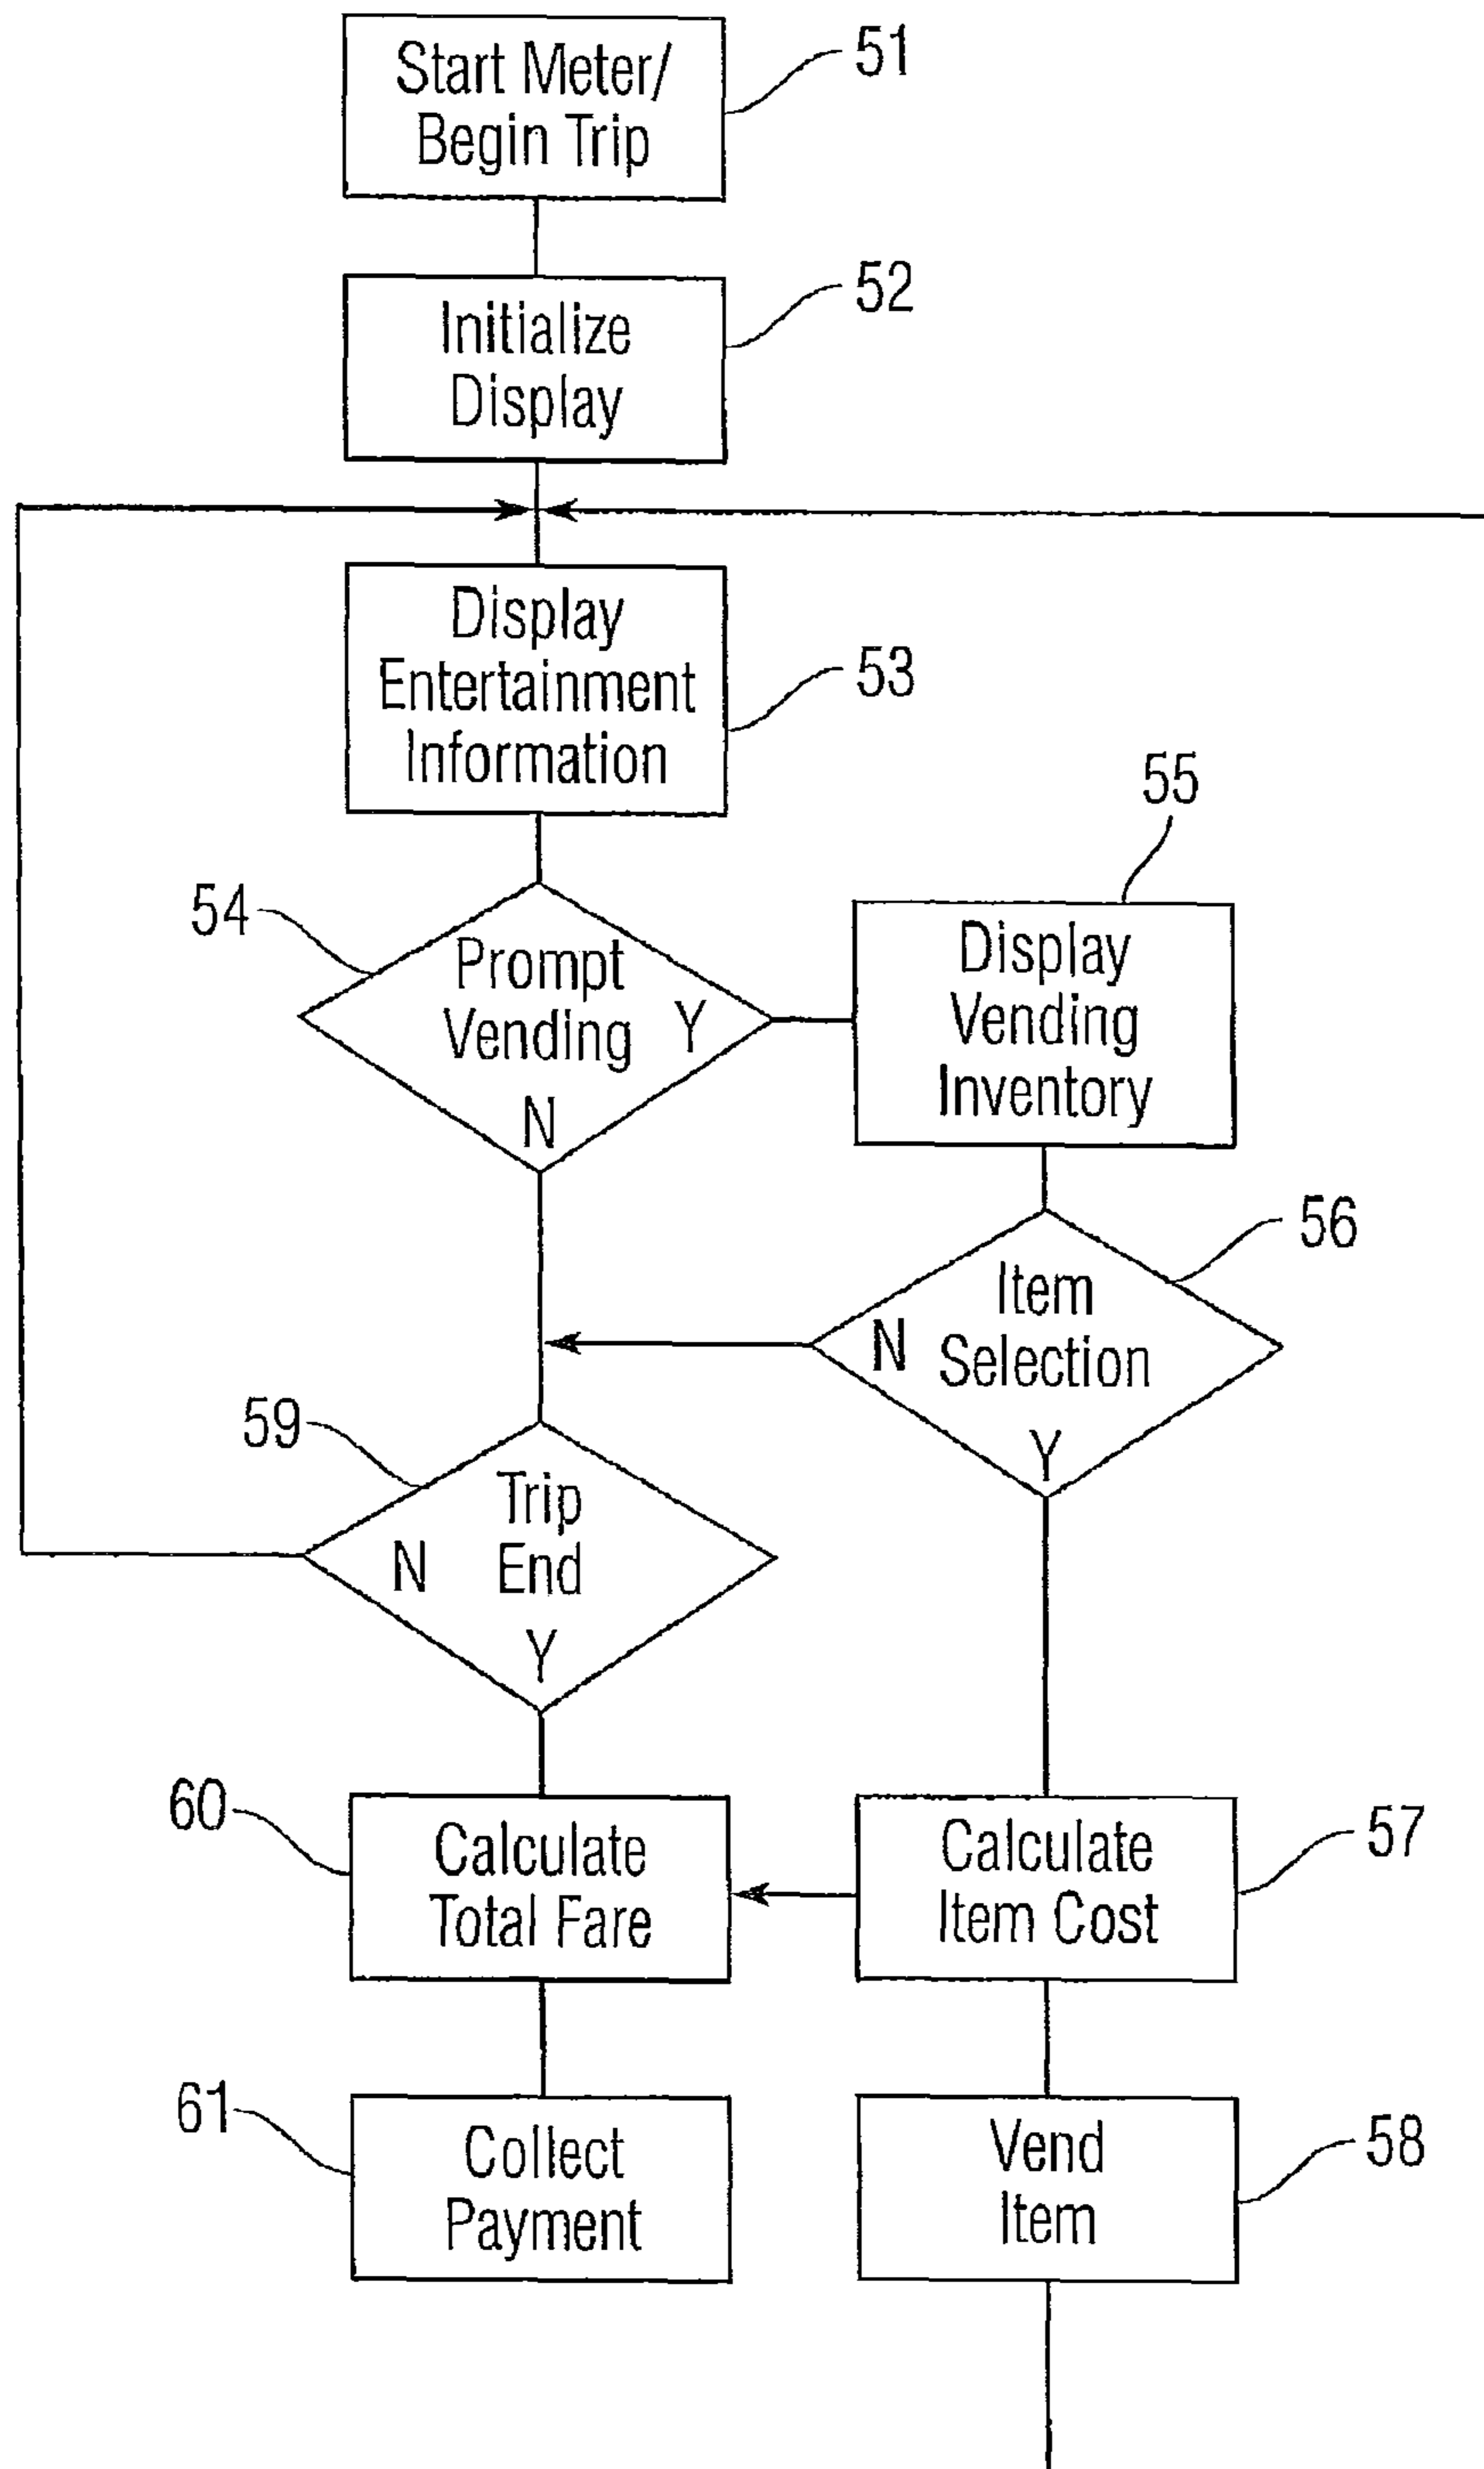 Start Meter/
Begin Trip
51
Initialize
Display
52
Display
Entertainment
Information
53
54
Prompt
Vending
Y
N
55
Display
Vending
Inventory
56
Item
N
Selection
Y
59
Trip
N
End
Y
60
Calculate
Total Fare
Calculate
Item Cost
57
61
Collect
Payment
Vend
Item
58